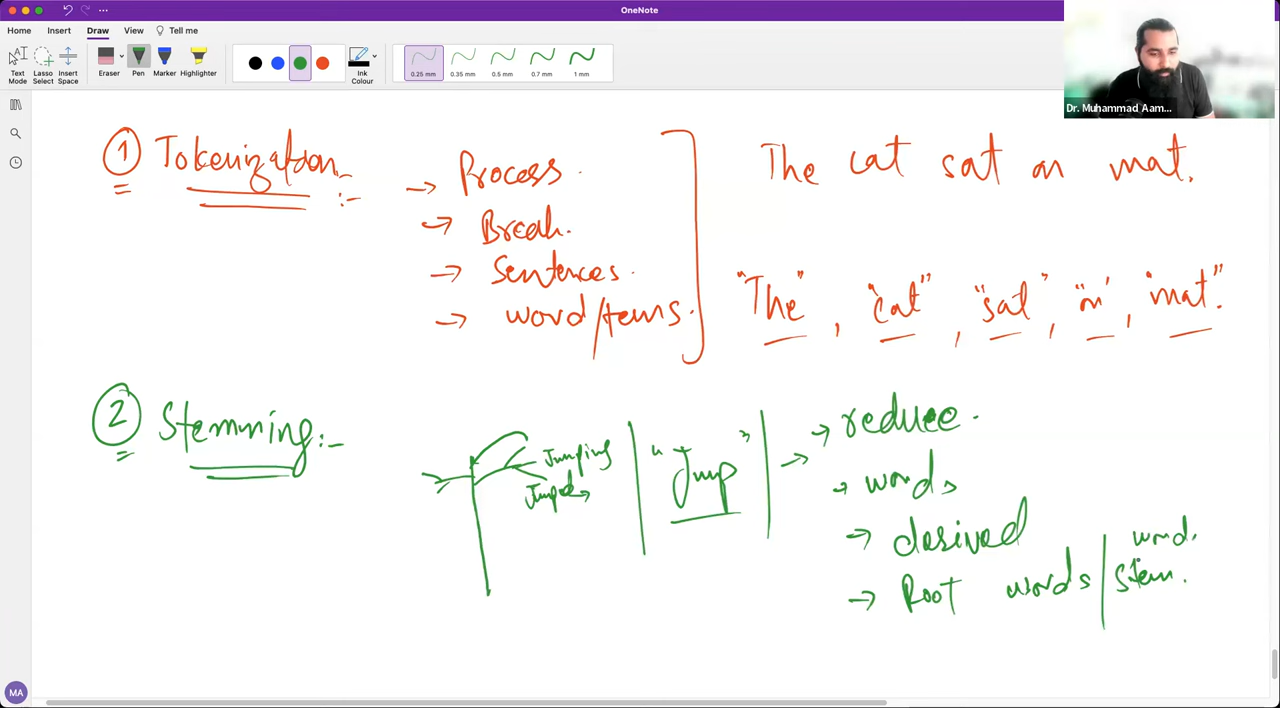 OneNote
Home Insert Draw View Tell me
Text Mode
Lasso Select
Insert Space
Eraser
Pen
Marker
Highlighter
Ink Colour
0.25 mm
0.35 mm
0.5 mm
0.7 mm
1 mm
Dr. Muhammad Aam...
① Tokenization :-
→ Process.
→ Break.
→ Sentences.
→ word/terms.
The cat sat on mat.
"The", "cat", "sat", "on", "mat."
② Stemming :-
Jumping
Jumped
"Jump"
→ reduce.
→ words
→ desired
→ Root words / word stem.
MA